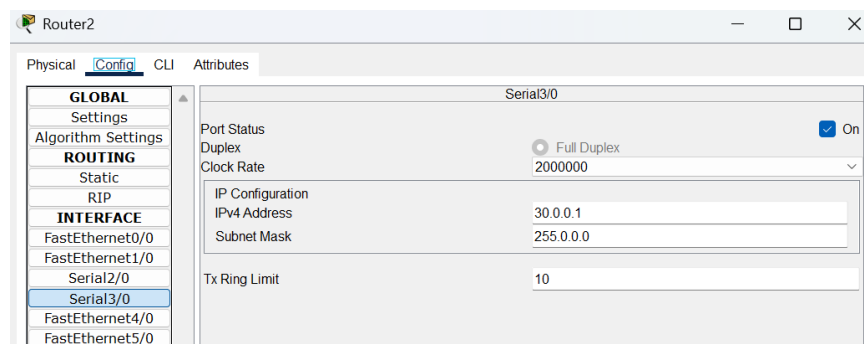 Router2
Physical Config CLI Attributes
GLOBAL
Settings
Algorithm Settings
ROUTING
Static
RIP
INTERFACE
FastEthernet0/0
FastEthernet1/0
Serial2/0
Serial3/0
FastEthernet4/0
FastEthernet5/0
Serial3/0
Port Status On
Duplex Full Duplex
Clock Rate 2000000
IP Configuration
IPv4 Address 30.0.0.1
Subnet Mask 255.0.0.0
Tx Ring Limit 10